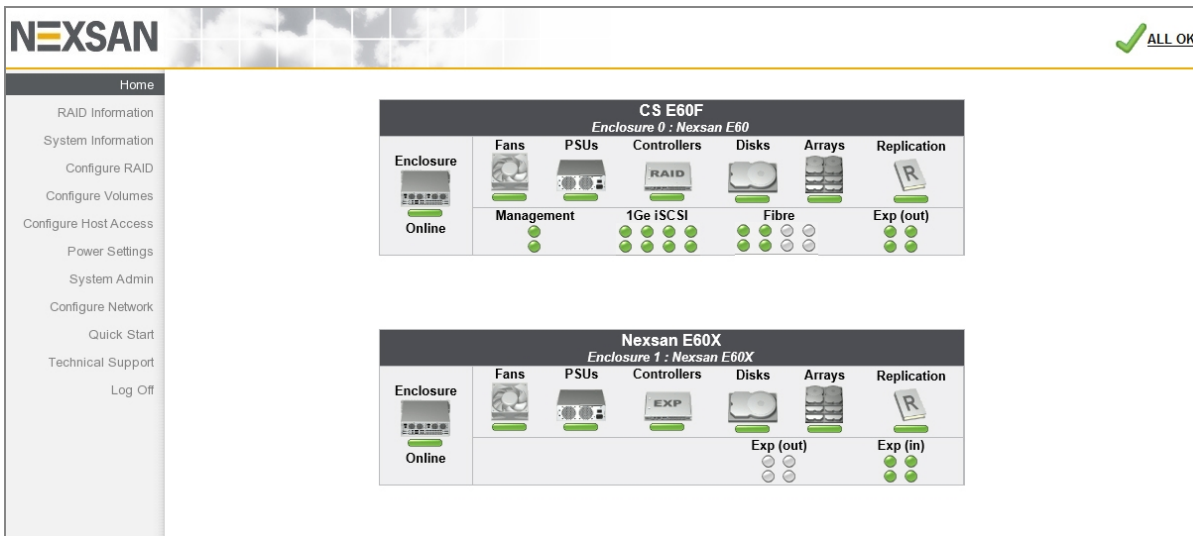 NEXSAN
ALL OK
Home
RAID Information
System Information
Configure RAID
Configure Volumes
Configure Host Access
Power Settings
System Admin
Configure Network
Quick Start
Technical Support
Log Off
CS E60F
Enclosure 0 : Nexsan E60
Enclosure
Online
Fans PSUs Controllers Disks Arrays Replication
RAID
R
Management 1Ge iSCSI Fibre Exp (out)
Nexsan E60X
Enclosure 1 : Nexsan E60X
Enclosure
Online
Fans PSUs Controllers Disks Arrays Replication
EXP
R
Exp (out) Exp (in)